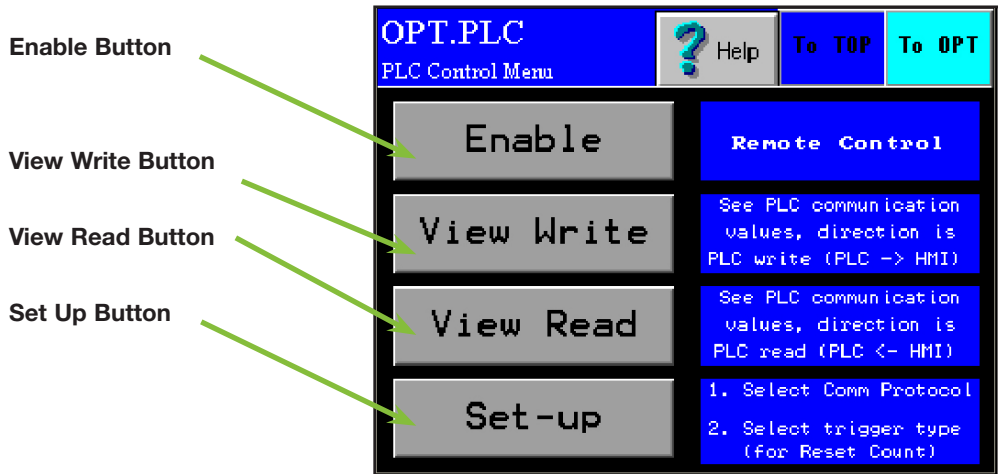 Enable Button
View Write Button
View Read Button
Set Up Button
OPT.PLC
PLC Control Menu
? Help
To TOP
To OPT
Enable
Remote Control
View Write
See PLC communication
values, direction is
PLC write (PLC -> HMI)
View Read
See PLC communication
values, direction is
PLC read (PLC <- HMI)
Set-up
1. Select Comm Protocol
2. Select trigger type
(for Reset Count)